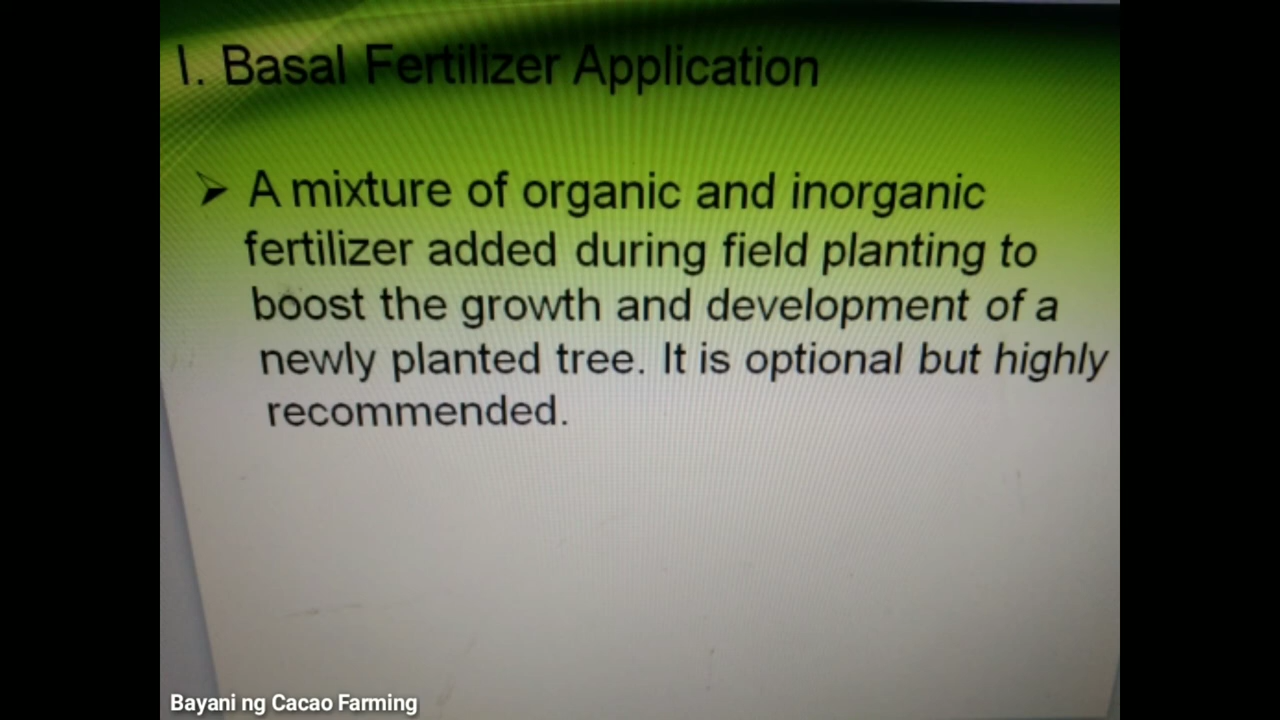 I. Basal Fertilizer Application
➢ A mixture of organic and inorganic
fertilizer added during field planting to
boost the growth and development of a
newly planted tree. It is optional but highly
recommended.
Bayani ng Cacao Farming